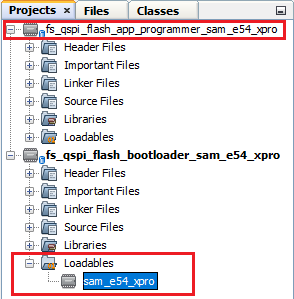 Projects × Files Classes
fs_qspi_flash_app_programmer_sam_e54_xpro
Header Files
Important Files
Linker Files
Source Files
Libraries
Loadables
fs_qspi_flash_bootloader_sam_e54_xpro
Header Files
Important Files
Linker Files
Source Files
Libraries
Loadables
sam_e54_xpro